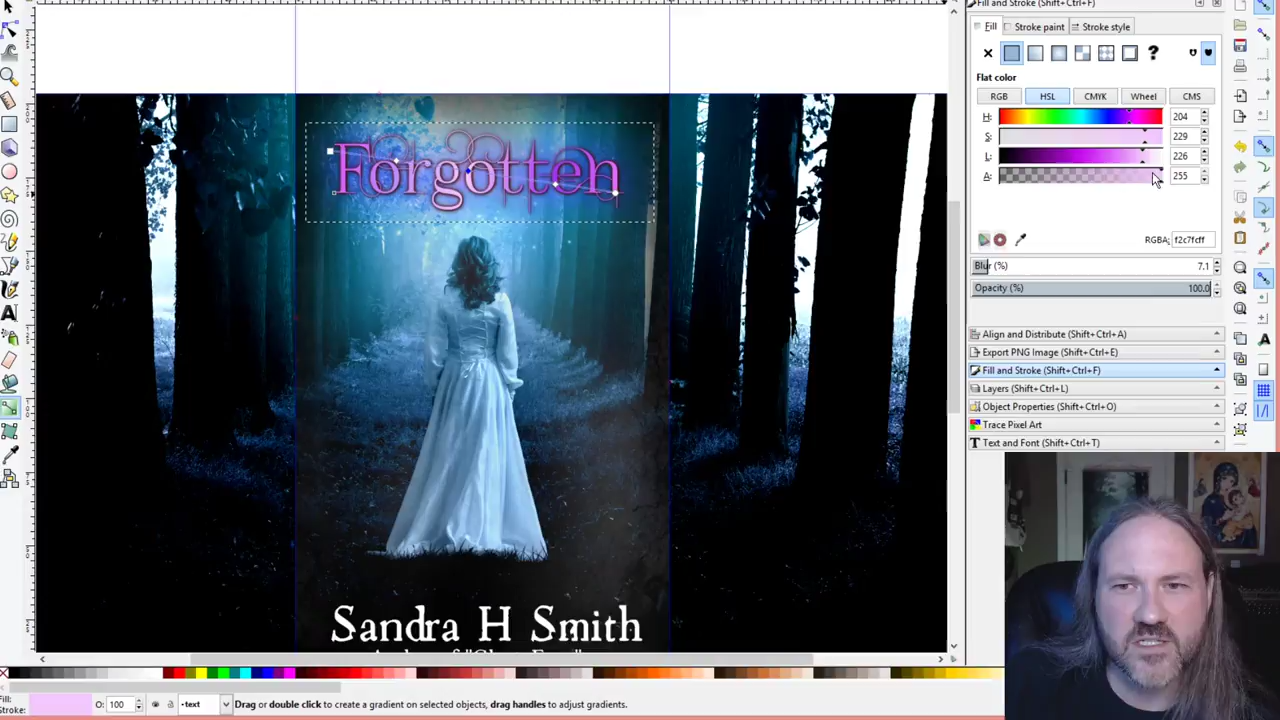 Fill and Stroke (Shift+Ctrl+F)
Fill
Stroke paint
Stroke style
?
Flat color
RGB
HSL
CMYK
Wheel
CMS
H: 204
S: 229
L: 226
A: 255
RGBA: f2c7fcff
Blur (%) 7.1
Opacity (%) 100.0
Align and Distribute (Shift+Ctrl+A)
Export PNG Image (Shift+Ctrl+E)
Fill and Stroke (Shift+Ctrl+F)
Layers (Shift+Ctrl+L)
Object Properties (Shift+Ctrl+O)
Trace Pixel Art
Text and Font (Shift+Ctrl+T)
Forgotten
Sandra H Smith
Fill:
Stroke:
O: 100
text
Drag or double click to create a gradient on selected objects, drag handles to adjust gradients.